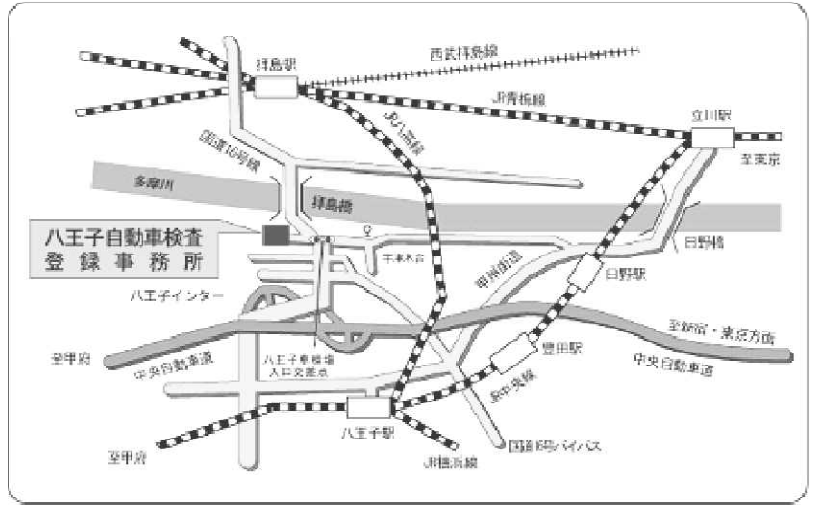 西武拝島線
拝島駅
JR青梅線
立川駅
JR八高線
至東京
国道16号線
多摩川
拝島橋
八王子自動車検査
登録事務所
日野橋
甲州街道
日野駅
八王子インター
至新宿・東京方面
至甲府
中央自動車道
八王子車検場
入口交差点
豊田駅
中央自動車道
JR中央線
八王子駅
至甲府
JR横浜線
国道16号バイパス